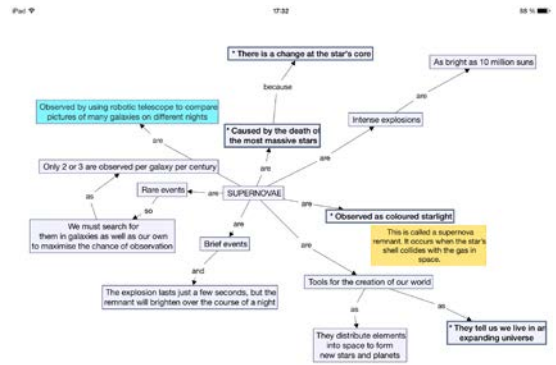 iPad
17:32
88 %
* There is a change at the star's core
As bright as 10 million suns
because
are
Observed by using robotic telescope to compare
pictures of many galaxies on different nights
Intense explosions
* Caused by the death of
the most massive stars
are
are
Only 2 or 3 are observed per galaxy per century
are
as
Rare events
are
SUPERNOVAE
are
so
* Observed as coloured starlight
We must search for
them in galaxies as well as our own
to maximise the chance of observation
are
This is called a supernova
remnant. It occurs when the star's
shell collides with the gas in
space.
Brief events
are
and
Tools for the creation of our world
The explosion lasts just a few seconds, but the
remnant will brighten over the course of a night
as
as
They distribute elements
into space to form
new stars and planets
* They tell us we live in an
expanding universe